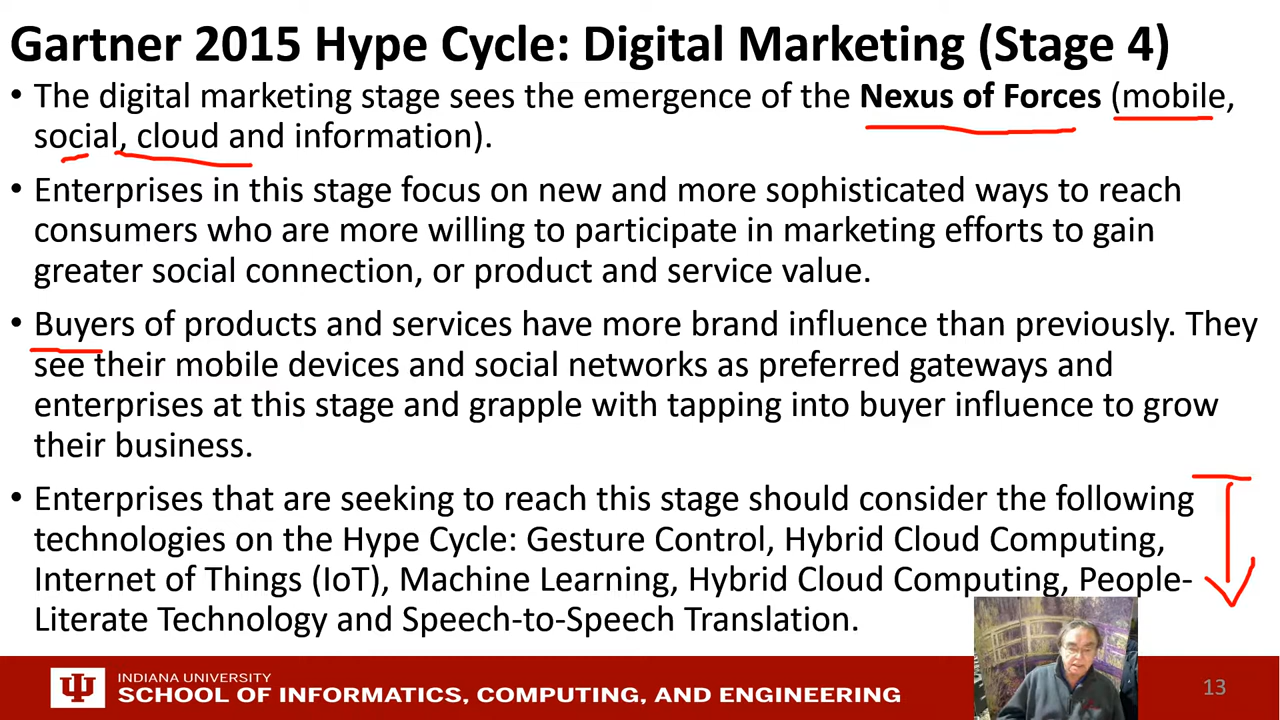 Gartner 2015 Hype Cycle: Digital Marketing (Stage 4)
• The digital marketing stage sees the emergence of the Nexus of Forces (mobile,
social, cloud and information).
• Enterprises in this stage focus on new and more sophisticated ways to reach
consumers who are more willing to participate in marketing efforts to gain
greater social connection, or product and service value.
• Buyers of products and services have more brand influence than previously. They
see their mobile devices and social networks as preferred gateways and
enterprises at this stage and grapple with tapping into buyer influence to grow
their business.
• Enterprises that are seeking to reach this stage should consider the following
technologies on the Hype Cycle: Gesture Control, Hybrid Cloud Computing,
Internet of Things (IoT), Machine Learning, Hybrid Cloud Computing, People-
Literate Technology and Speech-to-Speech Translation.
INDIANA UNIVERSITY
SCHOOL OF INFORMATICS, COMPUTING, AND ENGINEERING
13